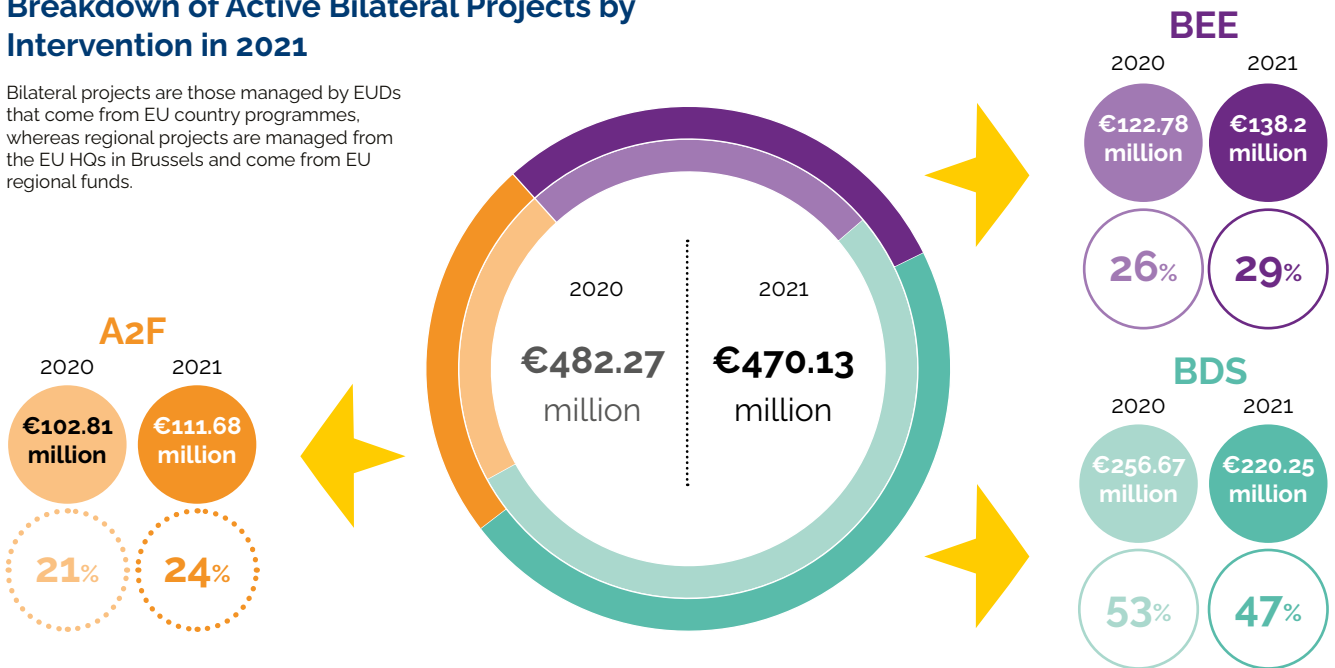 Breakdown of Active Bilateral Projects by
Intervention in 2021
Bilateral projects are those managed by EUDs
that come from EU country programmes,
whereas regional projects are managed from
the EU HQs in Brussels and come from EU
regional funds.
2020
€482.27
million
2021
€470.13
million
A2F
2020 2021
€102.81
million
€111.68
million
21% 24%
BEE
2020 2021
€122.78
million
€138.2
million
26% 29%
BDS
2020 2021
€256.67
million
€220.25
million
53% 47%